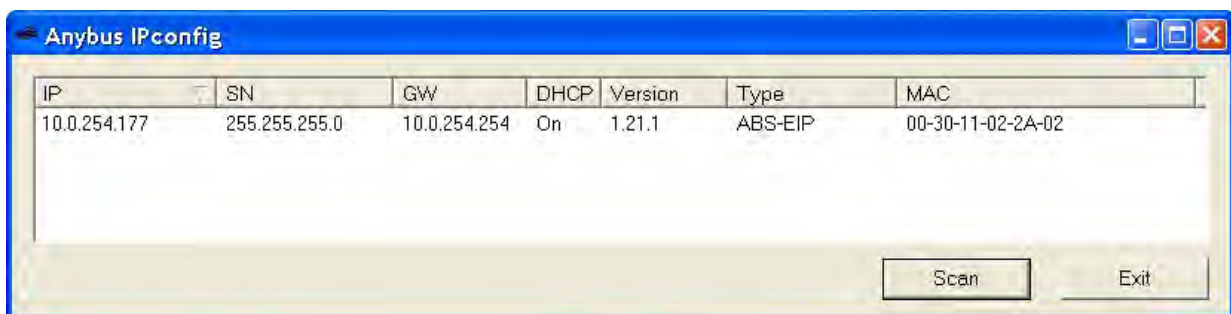 Anybus IPconfig
IP SN GW DHCP Version Type MAC
10.0.254.177 255.255.255.0 10.0.254.254 On 1.21.1 ABS-EIP 00-30-11-02-2A-02
Scan Exit